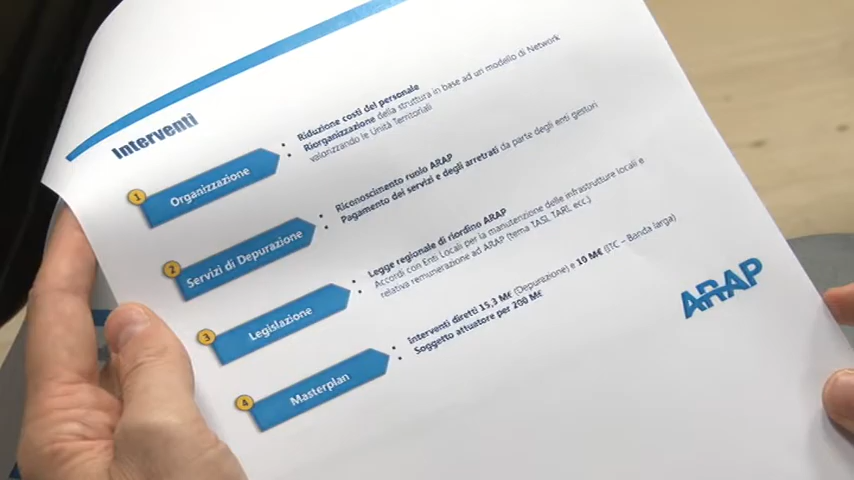 Interventi
1
Organizzazione
• Riduzione costi del personale
• Riorganizzazione della struttura in base ad un modello di Network
valorizzando le Unità Territoriali
2
Servizi di Depurazione
• Riconoscimento ruolo ARAP
• Pagamento dei servizi e degli arretrati da parte degli enti gestori
3
Legislazione
• Legge regionale di riordino ARAP
• Accordi con Enti Locali per la manutenzione delle infrastrutture locali e
relativa remunerazione ad ARAP (tema TASI, TARI, ecc.)
4
Masterplan
• Interventi diretti 15,3 M€ (Depurazione) e 10 M€ (ITC – Banda larga)
• Soggetto attuatore per 200 M€
ARAP